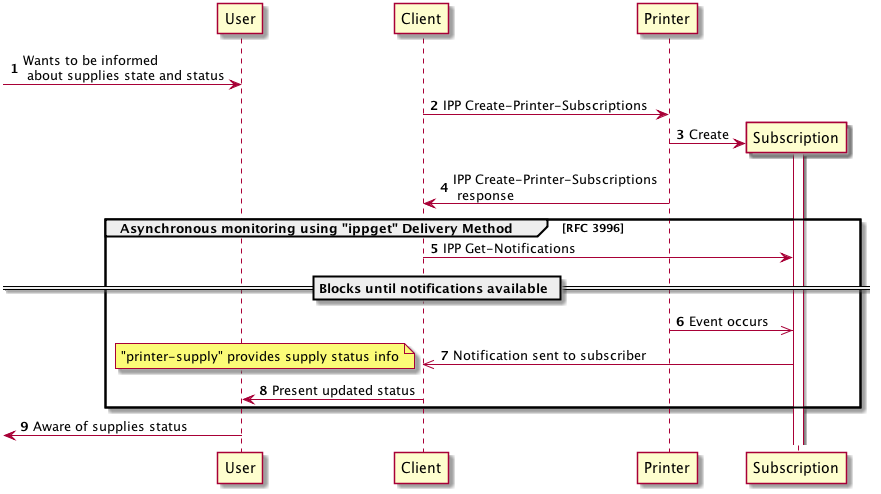 User
Client
Printer
1 Wants to be informed
about supplies state and status
2 IPP Create-Printer-Subscriptions
3 Create
Subscription
IPP Create-Printer-Subscriptions
4 response
Asynchronous monitoring using "ippget" Delivery Method [RFC 3996]
5 IPP Get-Notifications
Blocks until notifications available
6 Event occurs
"printer-supply" provides supply status info
7 Notification sent to subscriber
8 Present updated status
9 Aware of supplies status
User
Client
Printer
Subscription